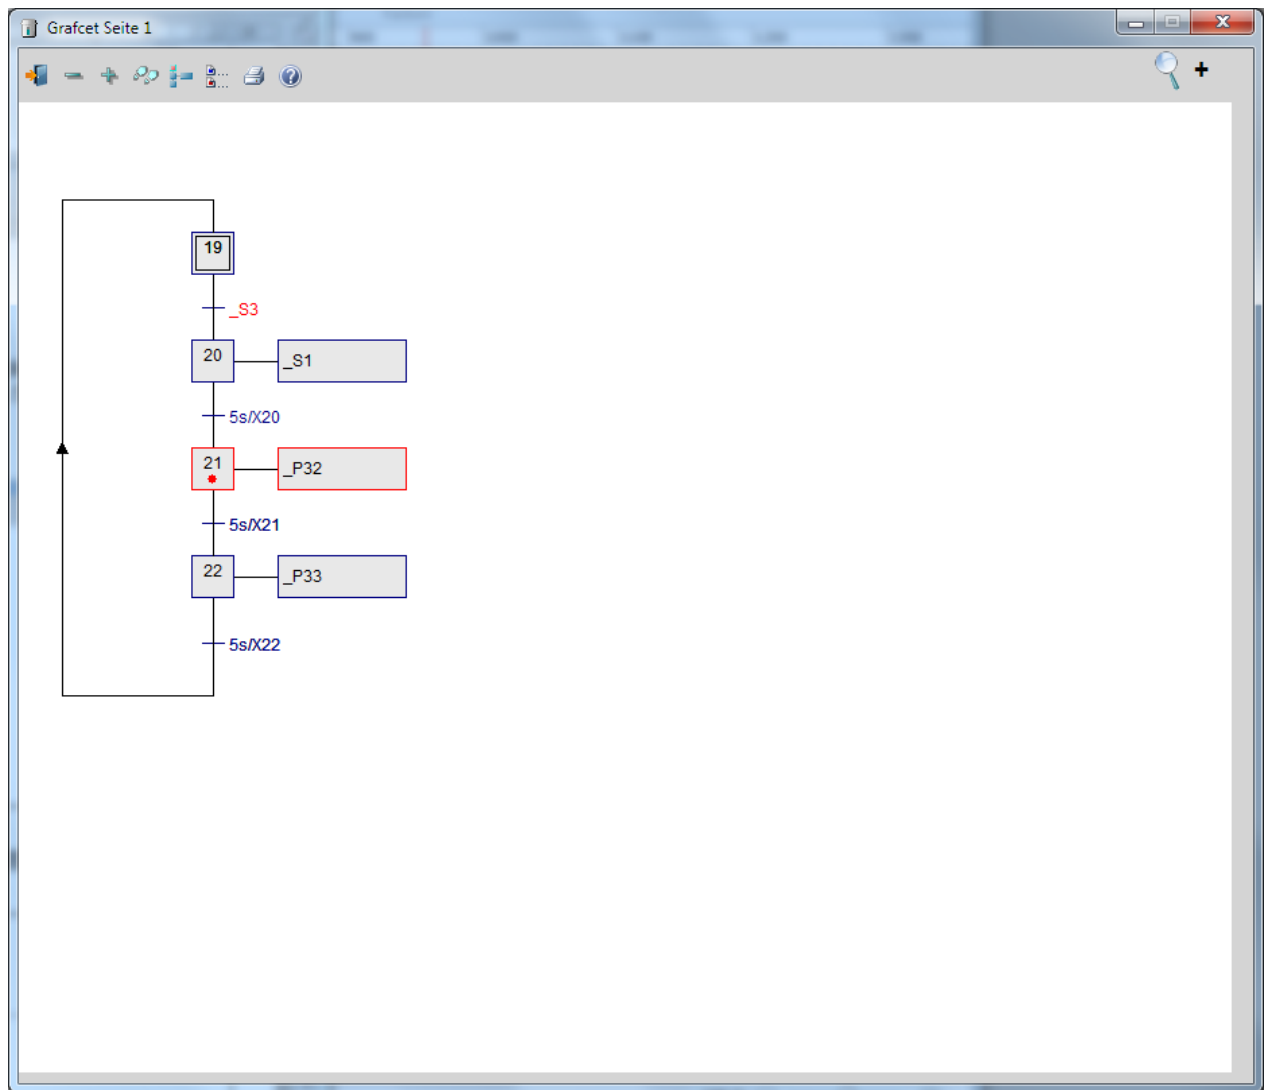 Grafcet Seite 1
19
_S3
20
_S1
5s/X20
21
_P32
5s/X21
22
_P33
5s/X22